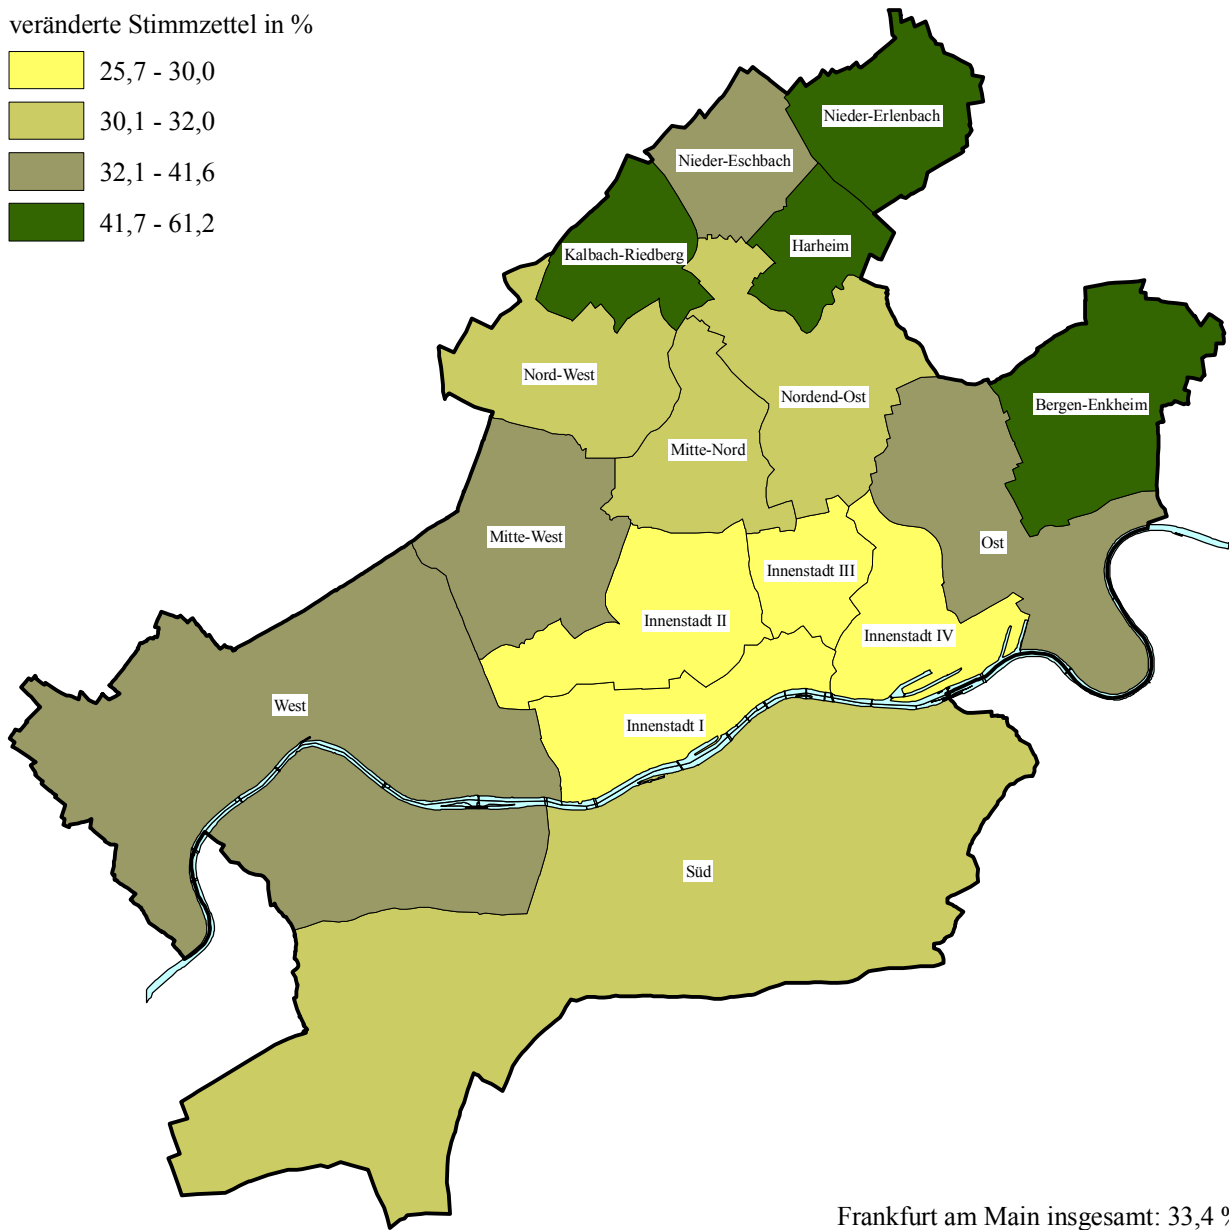 veränderte Stimmzettel in %
25,7 - 30,0
30,1 - 32,0
32,1 - 41,6
41,7 - 61,2
Nieder-Erlenbach
Nieder-Eschbach
Harheim
Kalbach-Riedberg
Nord-West
Nordend-Ost
Bergen-Enkheim
Mitte-Nord
Mitte-West
Ost
Innenstadt III
Innenstadt II
Innenstadt IV
West
Innenstadt I
Süd
Frankfurt am Main insgesamt: 33,4 %